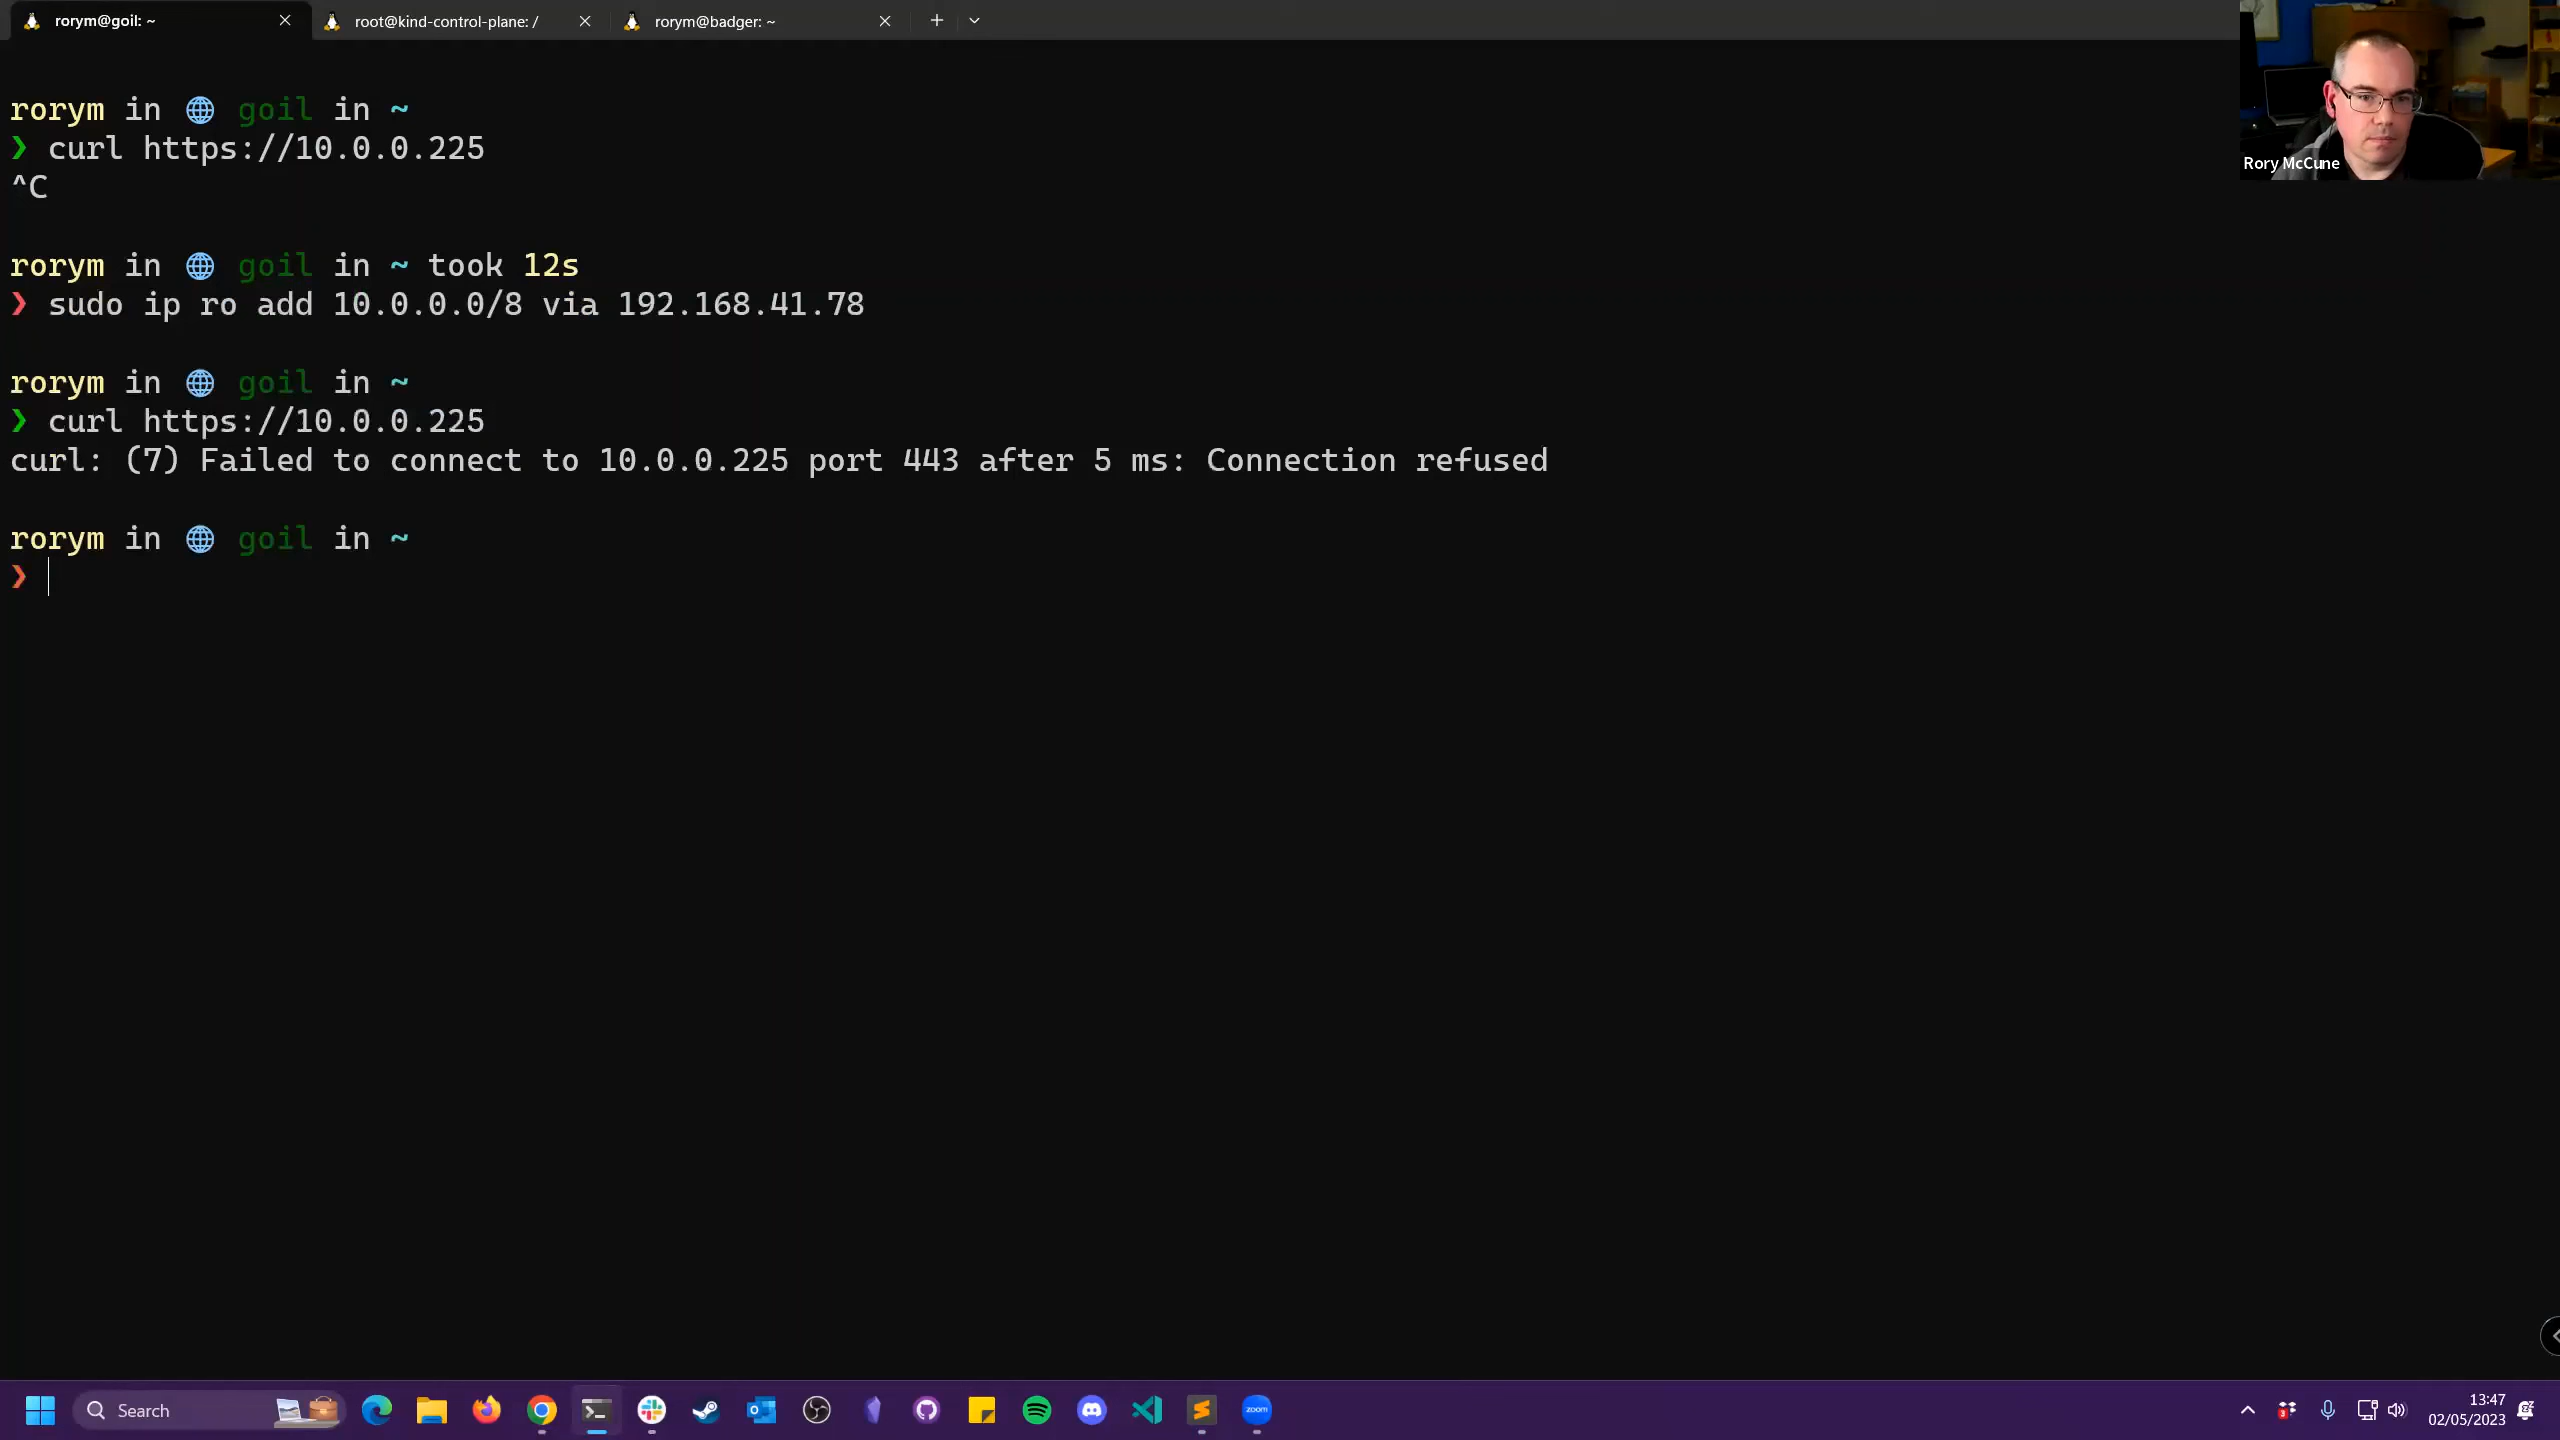 rorym@goil: ~
root@kind-control-plane: /
rorym@badger: ~
rorym in goil in ~
❯ curl https://10.0.0.225
^C
rorym in goil in ~ took 12s
❯ sudo ip ro add 10.0.0.0/8 via 192.168.41.78
rorym in goil in ~
❯ curl https://10.0.0.225
curl: (7) Failed to connect to 10.0.0.225 port 443 after 5 ms: Connection refused
rorym in goil in ~
❯
Rory McCune
Search
zoom
13:47
02/05/2023